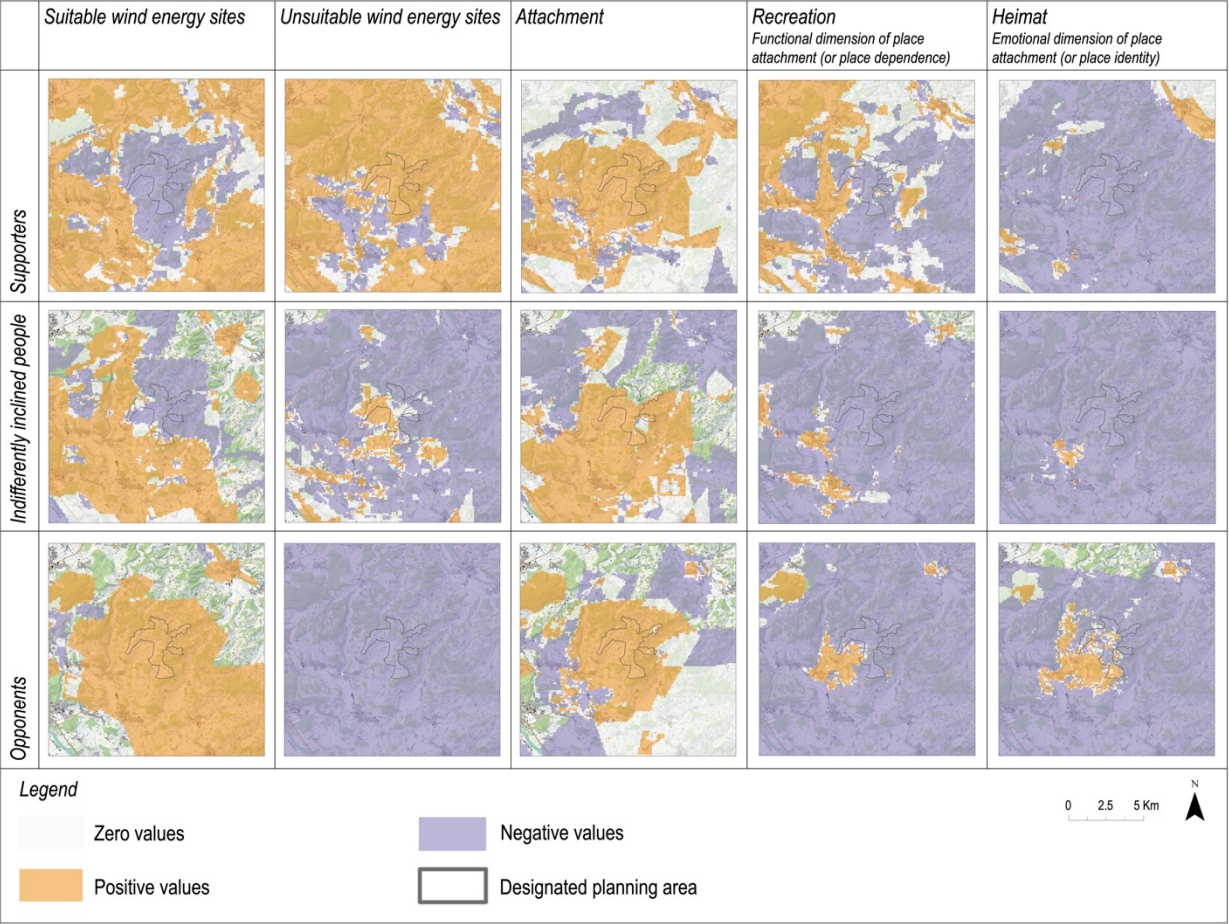 Suitable wind energy sites
Unsuitable wind energy sites
Attachment
Recreation
Functional dimension of place
attachment (or place dependence)
Heimat
Emotional dimension of place
attachment (or place identity)
Supporters
Indifferently inclined people
Opponents
Legend
Zero values
Negative values
Positive values
Designated planning area
0 2.5 5 Km
N